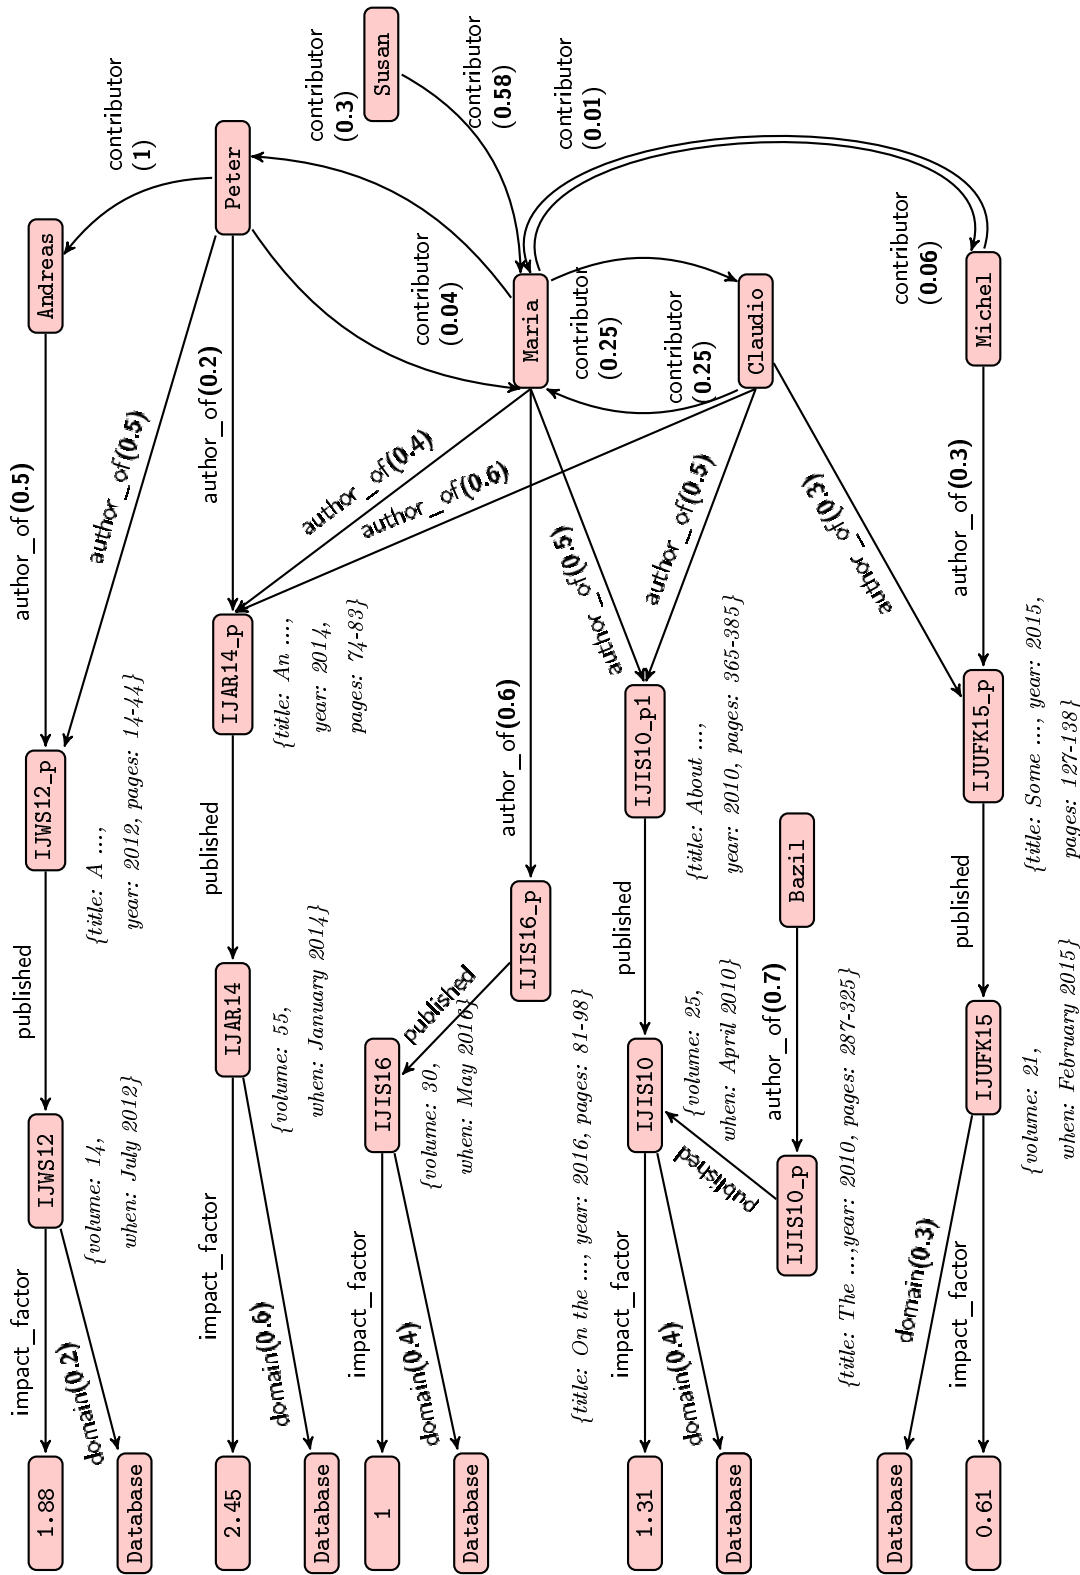 1.88
Database
impact_factor
domain(0.2)
IJWS12
{volume: 14,
when: July 2012}
published
IJWS12_p
{title: A ...,
year: 2012, pages: 14-44}
author_of(0.5)
author_of(0.5)
Andreas
contributor
(1)
2.45
Database
impact_factor
domain(0.6)
IJAR14
{volume: 55,
when: January 2014}
published
IJAR14_p
{title: An ...,
year: 2014,
pages: 74-83}
author_of(0.2)
author_of(0.4)
author_of(0.6)
Peter
contributor
(0.3)
contributor
(0.04)
Susan
contributor
(0.58)
1
Database
impact_factor
domain(0.4)
IJIS16
{volume: 30,
when: May 2016}
published
IJIS16_p
{title: On the ..., year: 2016, pages: 81-98}
author_of(0.6)
Maria
contributor
(0.01)
contributor
(0.25)
contributor
(0.25)
1.31
Database
impact_factor
domain(0.4)
IJIS10
{volume: 25,
when: April 2010}
published
IJIS10_p1
{title: About ...,
year: 2010, pages: 365-385}
author_of(0.5)
author_of(0.5)
Claudio
published
IJIS10_p
{title: The ...,year: 2010, pages: 287-325}
author_of(0.7)
Bazil
author_of(0.3)
Database
0.61
domain(0.3)
impact_factor
IJUFK15
{volume: 21,
when: February 2015}
published
IJUFK15_p
{title: Some ..., year: 2015,
pages: 127-138}
author_of(0.3)
Michel
contributor
(0.06)